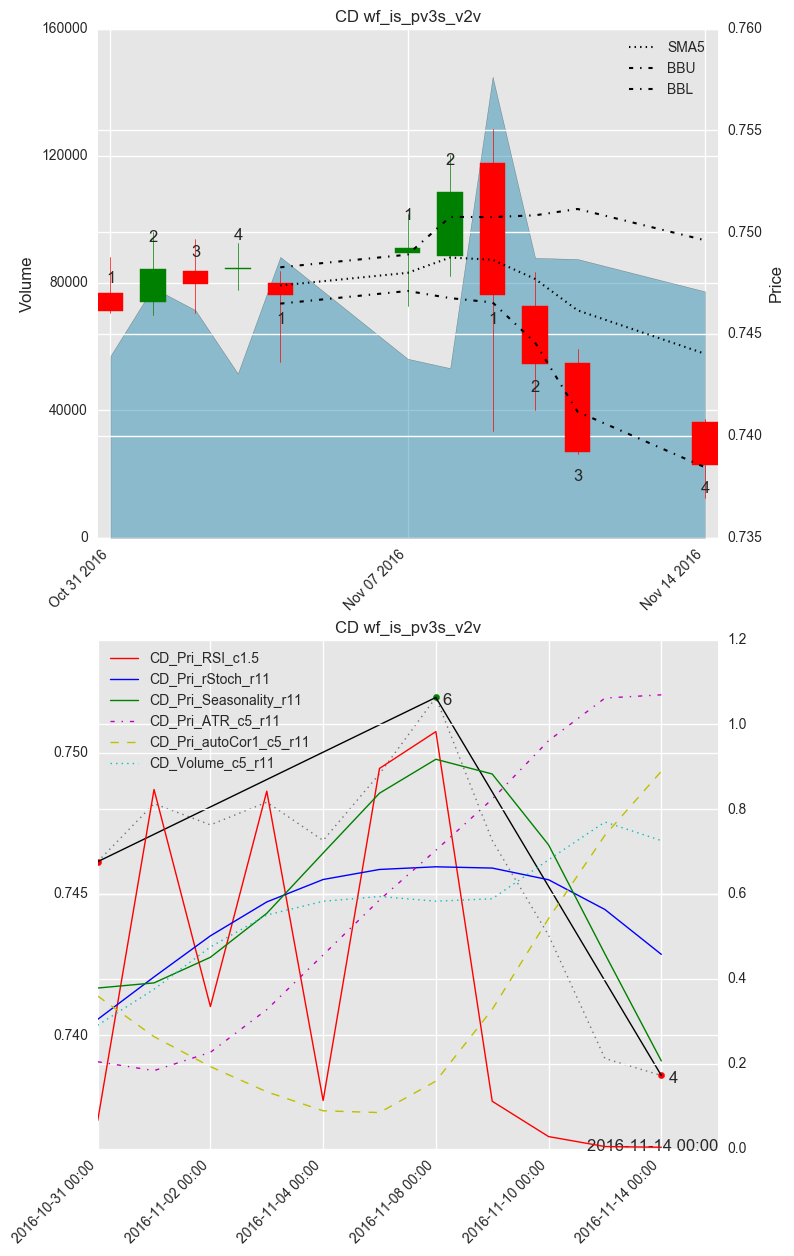 CD wf_is_pv3s_v2v
160000
120000
80000
40000
0
Volume
0.760
0.755
0.750
0.745
0.740
0.735
Price
SMA5
BBU
BBL
1
2
3
4
1
1
2
1
2
3
4
Oct 31 2016
Nov 07 2016
Nov 14 2016
CD wf_is_pv3s_v2v
CD_Pri_RSI_c1.5
CD_Pri_rStoch_r11
CD_Pri_Seasonality_r11
CD_Pri_ATR_c5_r11
CD_Pri_autoCor1_c5_r11
CD_Volume_c5_r11
0.750
0.745
0.740
1.2
1.0
0.8
0.6
0.4
0.2
0.0
6
4
2016-11-14 00:00
2016-10-31 00:00
2016-11-02 00:00
2016-11-04 00:00
2016-11-08 00:00
2016-11-10 00:00
2016-11-14 00:00